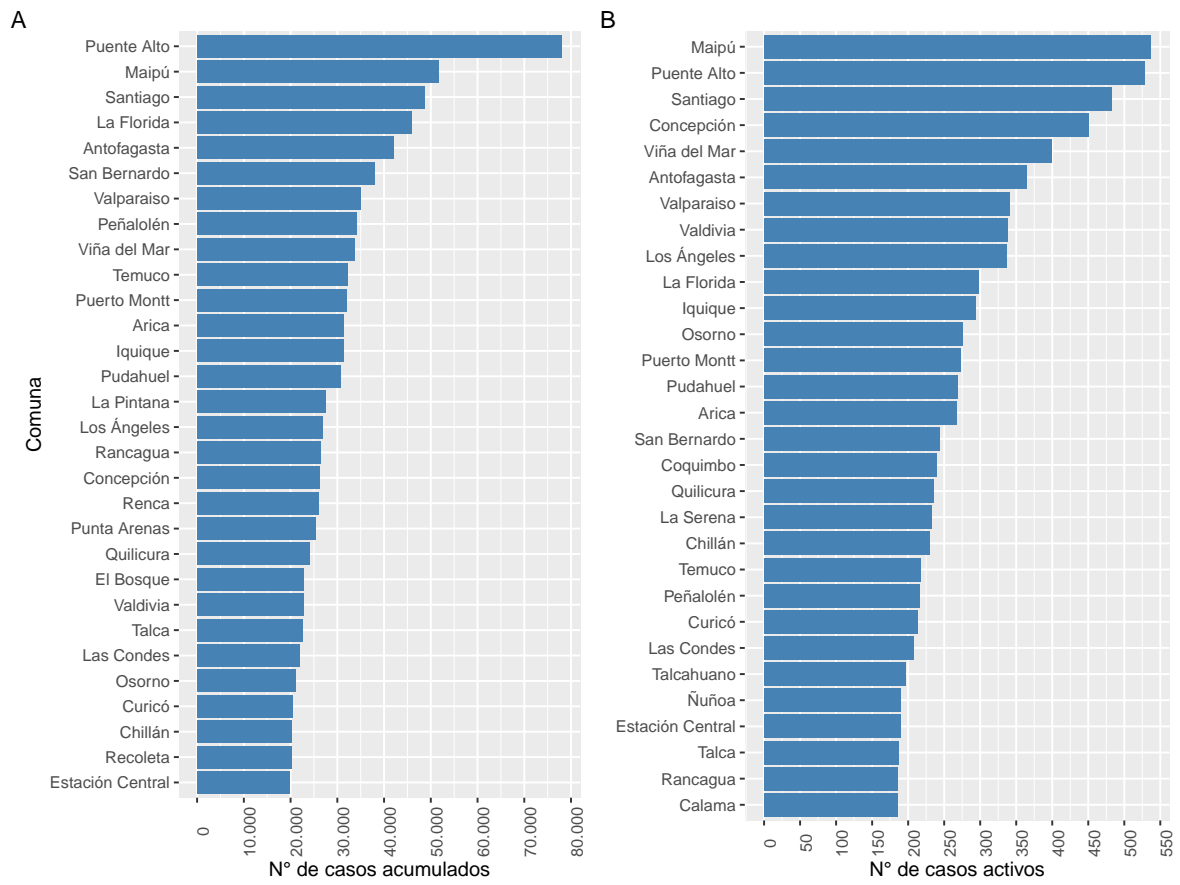 A
Comuna
Puente Alto
Maipú
Santiago
La Florida
Antofagasta
San Bernardo
Valparaiso
Peñalolén
Viña del Mar
Temuco
Puerto Montt
Arica
Iquique
Pudahuel
La Pintana
Los Ángeles
Rancagua
Concepción
Renca
Punta Arenas
Quilicura
El Bosque
Valdivia
Talca
Las Condes
Osorno
Curicó
Chillán
Recoleta
Estación Central
0
10.000
20.000
30.000
40.000
50.000
60.000
70.000
80.000
N° de casos acumulados
B
Maipú
Puente Alto
Santiago
Concepción
Viña del Mar
Antofagasta
Valparaiso
Valdivia
Los Ángeles
La Florida
Iquique
Osorno
Puerto Montt
Pudahuel
Arica
San Bernardo
Coquimbo
Quilicura
La Serena
Chillán
Temuco
Peñalolén
Curicó
Las Condes
Talcahuano
Ñuñoa
Estación Central
Talca
Rancagua
Calama
0
50
100
150
200
250
300
350
400
450
500
550
N° de casos activos